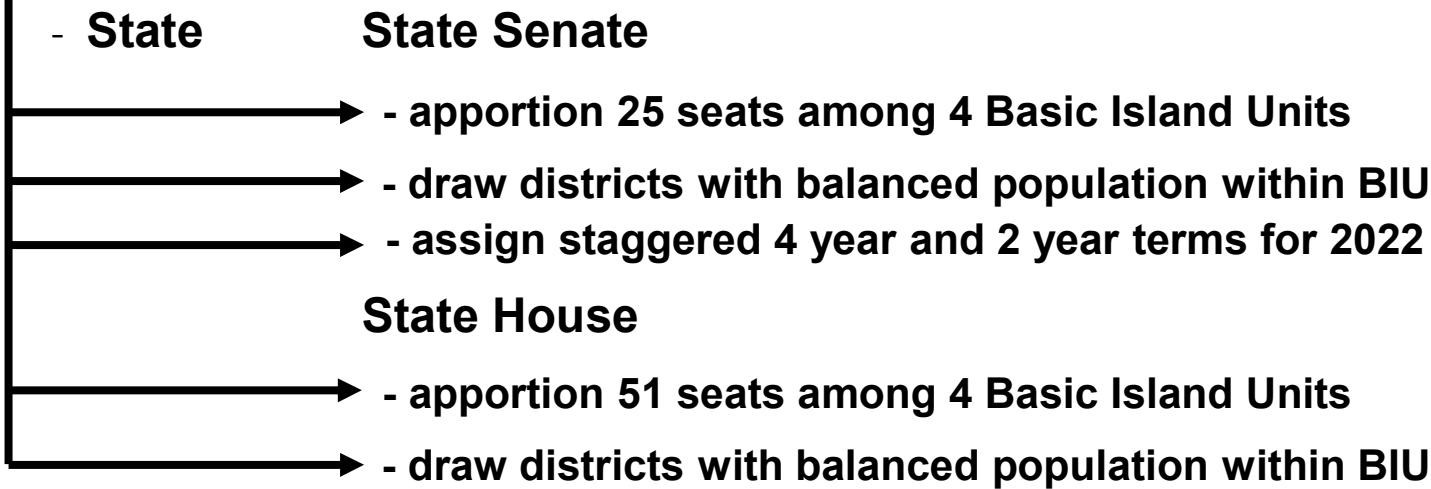 - State State Senate
- apportion 25 seats among 4 Basic Island Units
- draw districts with balanced population within BIU
- assign staggered 4 year and 2 year terms for 2022
State House
- apportion 51 seats among 4 Basic Island Units
- draw districts with balanced population within BIU